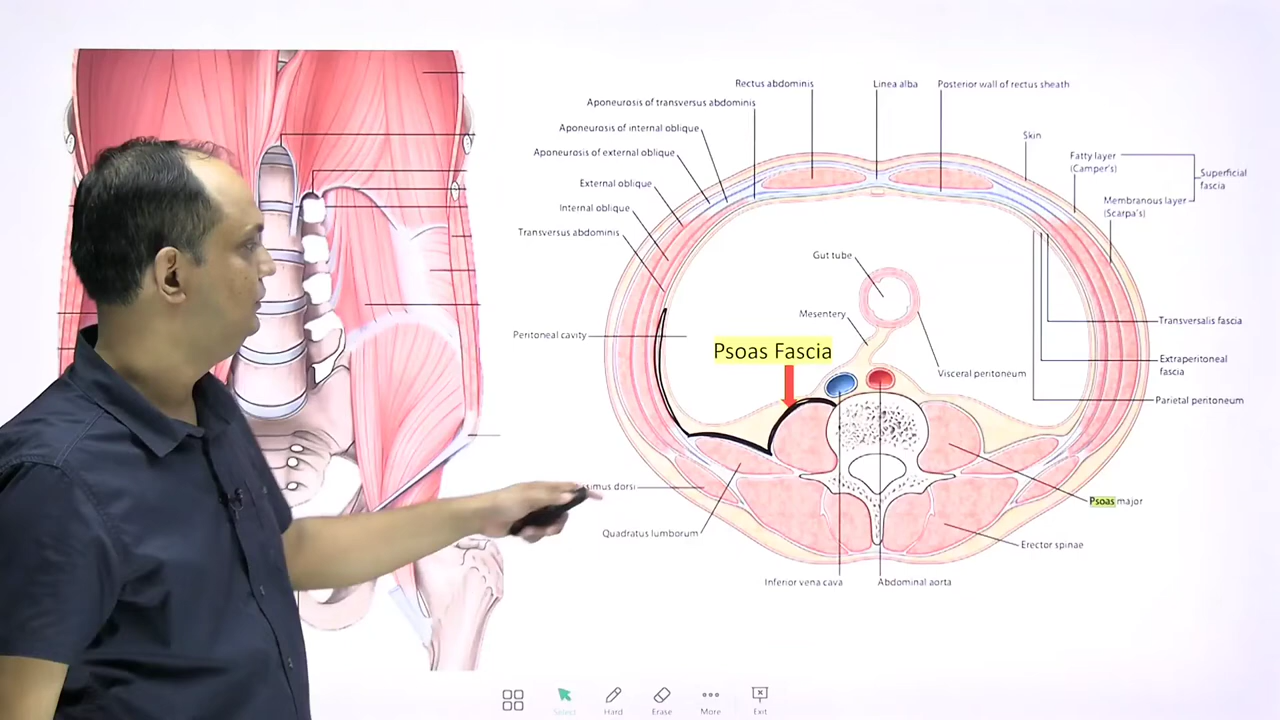 Rectus abdominis
Linea alba
Posterior wall of rectus sheath
Aponeurosis of transversus abdominis
Aponeurosis of internal oblique
Aponeurosis of external oblique
External oblique
Internal oblique
Transversus abdominis
Skin
Fatty layer
(Camper's)
Superficial
fascia
Membranous layer
(Scarpa's)
Gut tube
Mesentery
Peritoneal cavity
Psoas Fascia
Transversalis fascia
Extraperitoneal
fascia
Visceral peritoneum
Parietal peritoneum
dorsi
Psoas major
Quadratus lumborum
Erector spinae
Inferior vena cava
Abdominal aorta
Select
Hard
Erase
More
Exit